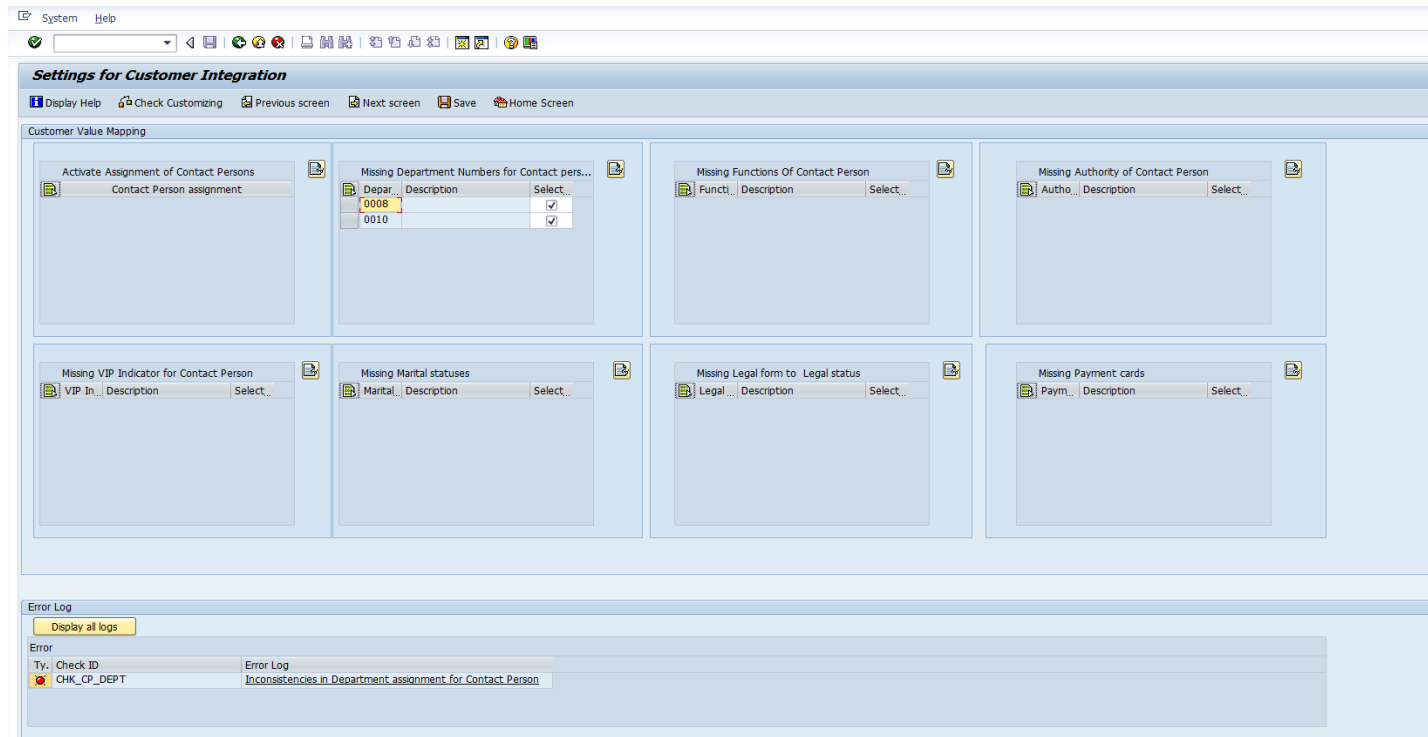 System Help
Settings for Customer Integration
Display Help Check Customizing Previous screen Next screen Save Home Screen
Customer Value Mapping
Activate Assignment of Contact Persons
Contact Person assignment
Missing Department Numbers for Contact pers...
Depar... Description Select...
0008
0010
Missing Functions Of Contact Person
Functi... Description Select...
Missing Authority of Contact Person
Autho... Description Select...
Missing VIP Indicator for Contact Person
VIP In... Description Select...
Missing Marital statuses
Marital... Description Select...
Missing Legal form to Legal status
Legal ... Description Select...
Missing Payment cards
Paym... Description Select...
Error Log
Display all logs
Error
Ty. Check ID Error Log
CHK_CP_DEPT Inconsistencies in Department assignment for Contact Person